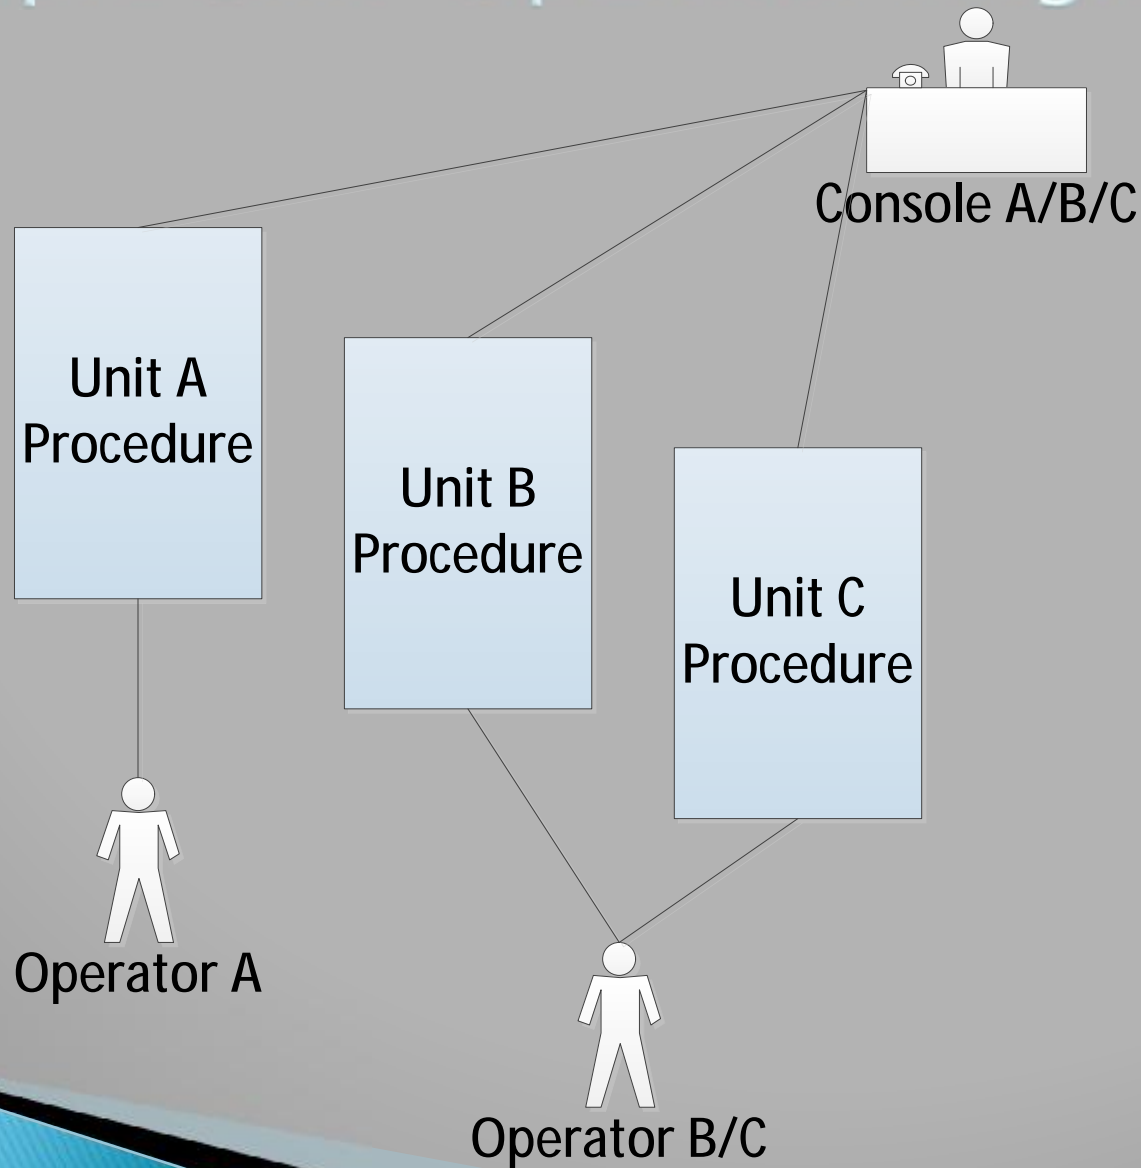 Console A/B/C
Unit A
Procedure
Unit B
Procedure
Unit C
Procedure
Operator A
Operator B/C